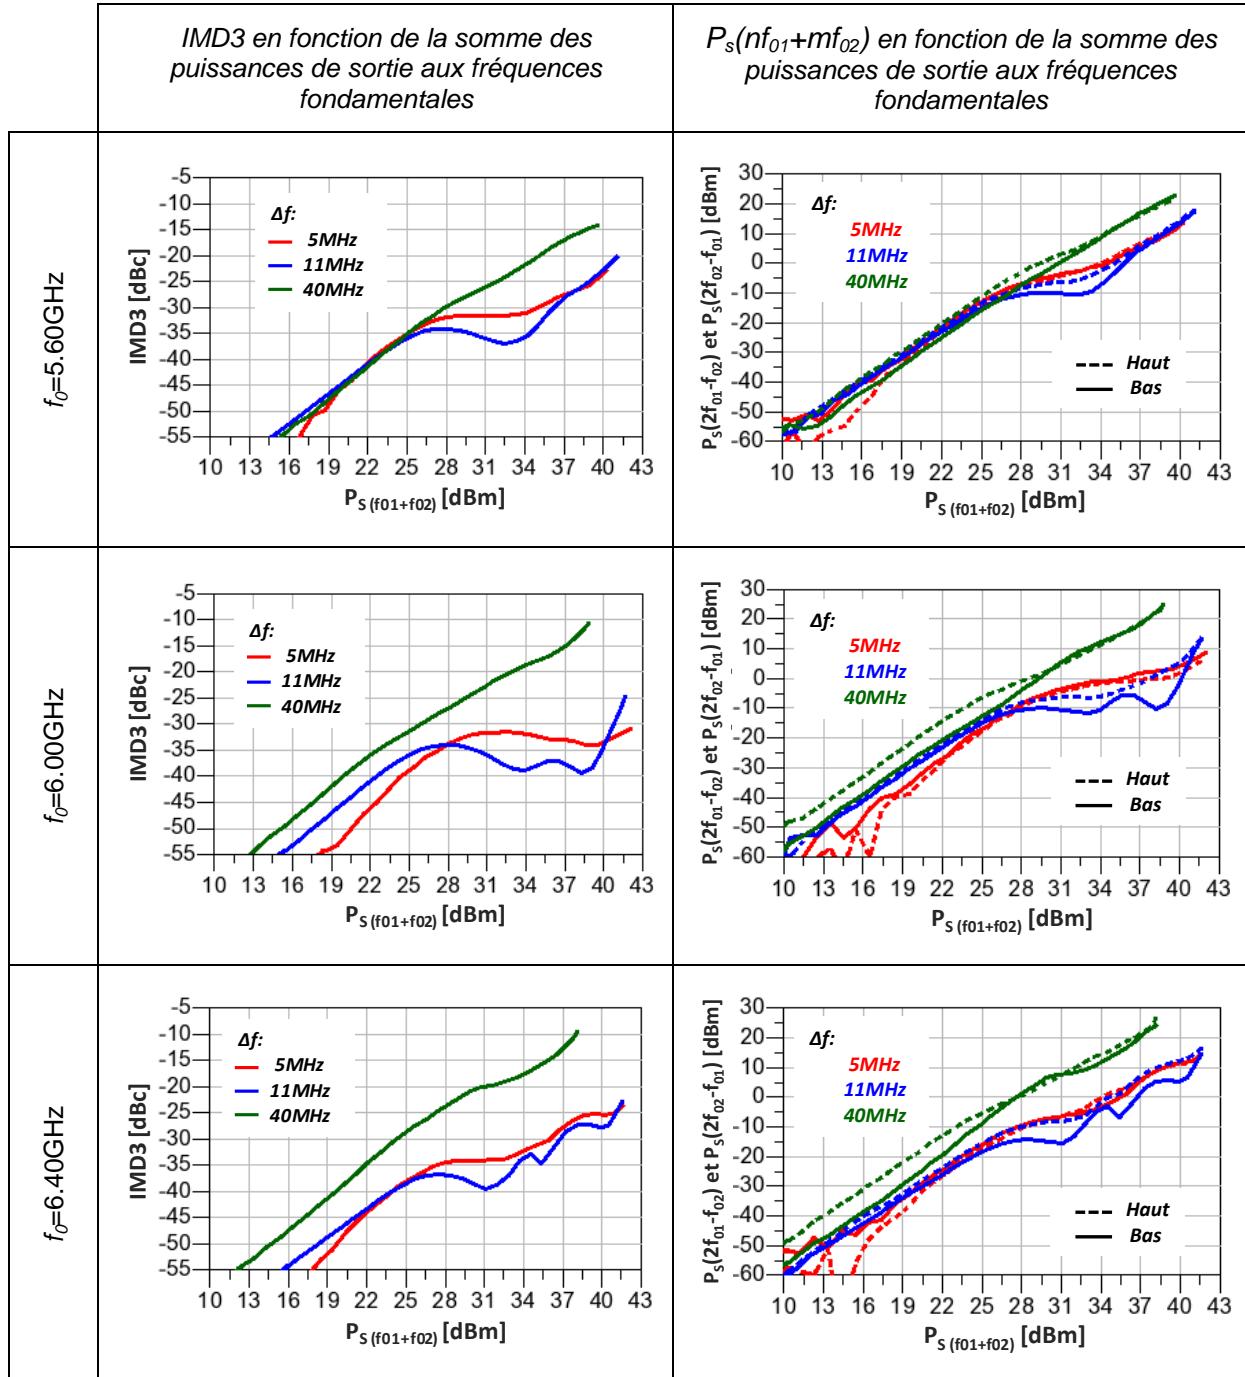 IMD3 en fonction de la somme des
puissances de sortie aux fréquences
fondamentales
Ps(nf01+mf02) en fonction de la somme des
puissances de sortie aux fréquences
fondamentales
f0=5.60GHz
IMD3 [dBc]
-5
-10
-15
-20
-25
-30
-35
-40
-45
-50
-55
Δf:
5MHz
11MHz
40MHz
10 13 16 19 22 25 28 31 34 37 40 43
PS (f01+f02) [dBm]
Ps(2f01-f02) et Ps(2f02-f01) [dBm]
30
20
10
0
-10
-20
-30
-40
-50
-60
Δf:
5MHz
11MHz
40MHz
Haut
Bas
10 13 16 19 22 25 28 31 34 37 40 43
PS (f01+f02) [dBm]
f0=6.00GHz
IMD3 [dBc]
-5
-10
-15
-20
-25
-30
-35
-40
-45
-50
-55
Δf:
5MHz
11MHz
40MHz
10 13 16 19 22 25 28 31 34 37 40 43
PS (f01+f02) [dBm]
Ps(2f01-f02) et Ps(2f02-f01) [dBm]
30
20
10
0
-10
-20
-30
-40
-50
-60
Δf:
5MHz
11MHz
40MHz
Haut
Bas
10 13 16 19 22 25 28 31 34 37 40 43
PS (f01+f02) [dBm]
f0=6.40GHz
IMD3 [dBc]
-5
-10
-15
-20
-25
-30
-35
-40
-45
-50
-55
Δf:
5MHz
11MHz
40MHz
10 13 16 19 22 25 28 31 34 37 40 43
PS (f01+f02) [dBm]
Ps(2f01-f02) et Ps(2f02-f01) [dBm]
30
20
10
0
-10
-20
-30
-40
-50
-60
Δf:
5MHz
11MHz
40MHz
Haut
Bas
10 13 16 19 22 25 28 31 34 37 40 43
PS (f01+f02) [dBm]